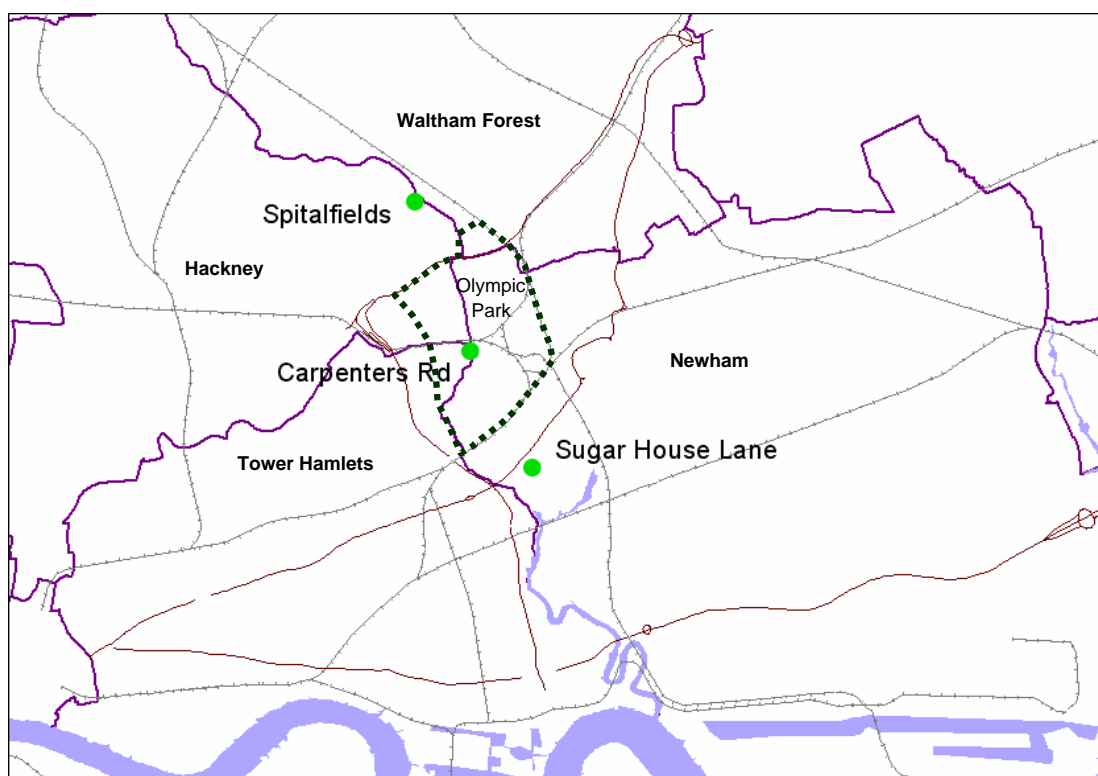 Waltham Forest
Spitalfields
Hackney
Olympic
Park
Carpenters Rd
Newham
Sugar House Lane
Tower Hamlets